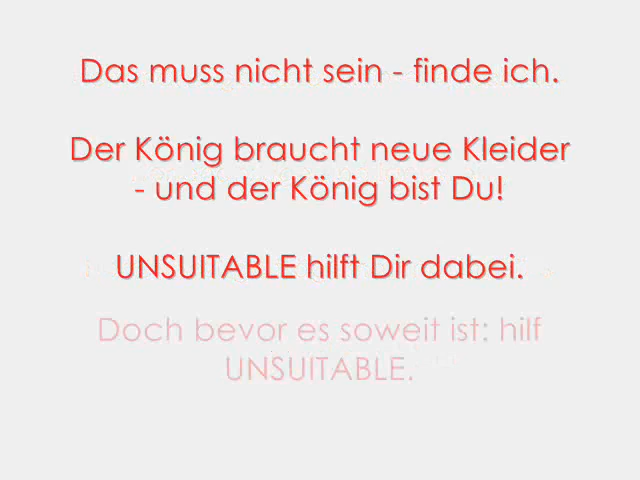 Das muss nicht sein - finde ich.
Der König braucht neue Kleider
- und der König bist Du!
UNSUITABLE hilft Dir dabei.
Doch bevor es soweit ist: hilf
UNSUITABLE.